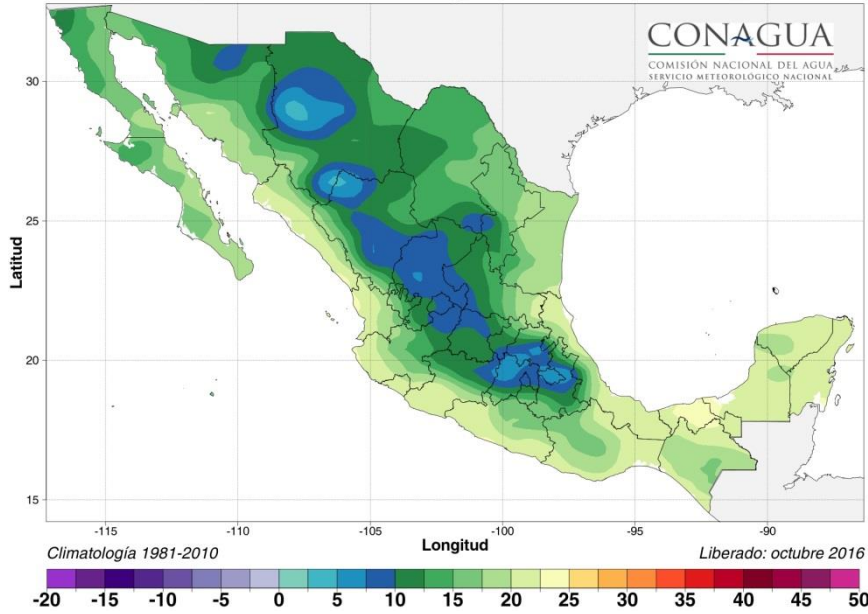 CONAGUA
COMISIÓN NACIONAL DEL AGUA
SERVICIO METEOROLÓGICO NACIONAL
30
25
20
15
Latitud
-115 -110 -105 -100 -95 -90
Longitud
Climatología 1981-2010
Liberado: octubre 2016
-20 -15 -10 -5 0 5 10 15 20 25 30 35 40 45 50